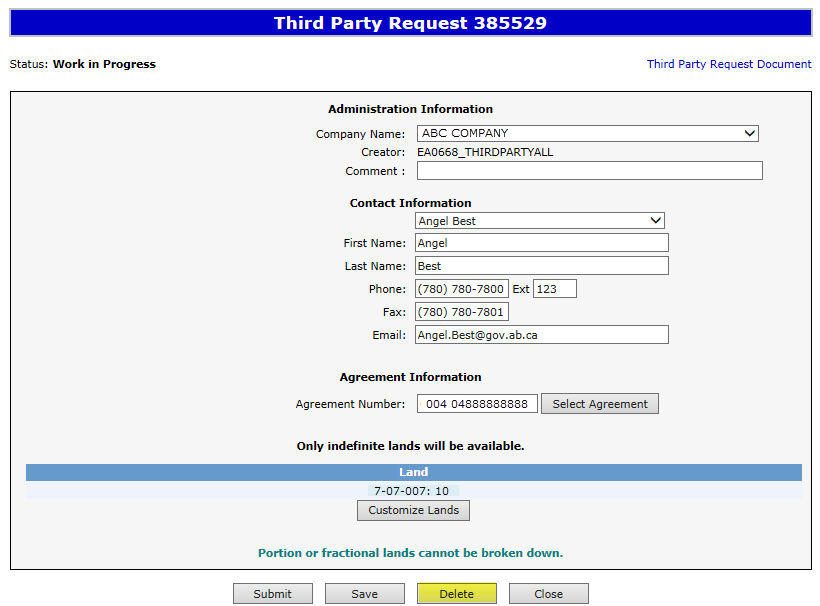 Third Party Request 385529
Status: Work in Progress Third Party Request Document
Administration Information
Company Name: ABC COMPANY
Creator: EA0668_THIRDPARTYALL
Comment :
Contact Information
Angel Best
First Name: Angel
Last Name: Best
Phone: (780) 780-7800 Ext 123
Fax: (780) 780-7801
Email: Angel.Best@gov.ab.ca
Agreement Information
Agreement Number: 004 04888888888 Select Agreement
Only indefinite lands will be available.
Land
7-07-007: 10
Customize Lands
Portion or fractional lands cannot be broken down.
Submit Save Delete Close